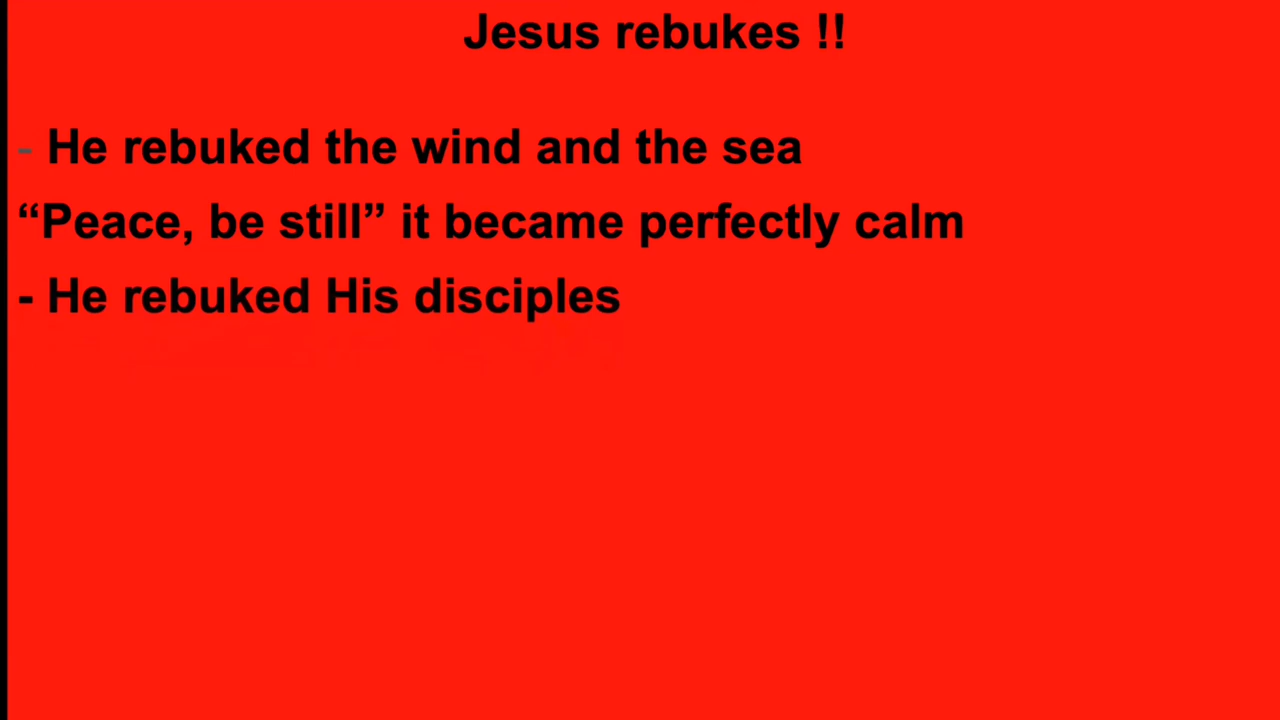 Jesus rebukes !!
- He rebuked the wind and the sea
“Peace, be still” it became perfectly calm
- He rebuked His disciples